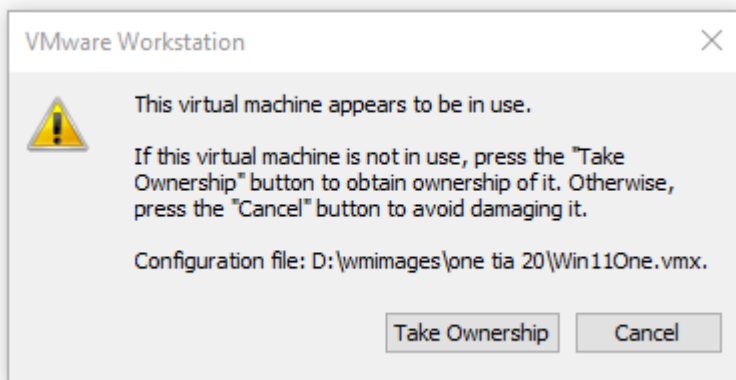 VMware Workstation
This virtual machine appears to be in use.
If this virtual machine is not in use, press the "Take
Ownership" button to obtain ownership of it. Otherwise,
press the "Cancel" button to avoid damaging it.
Configuration file: D:\wmimages\one tia 20\Win11One.vmx.
Take Ownership
Cancel